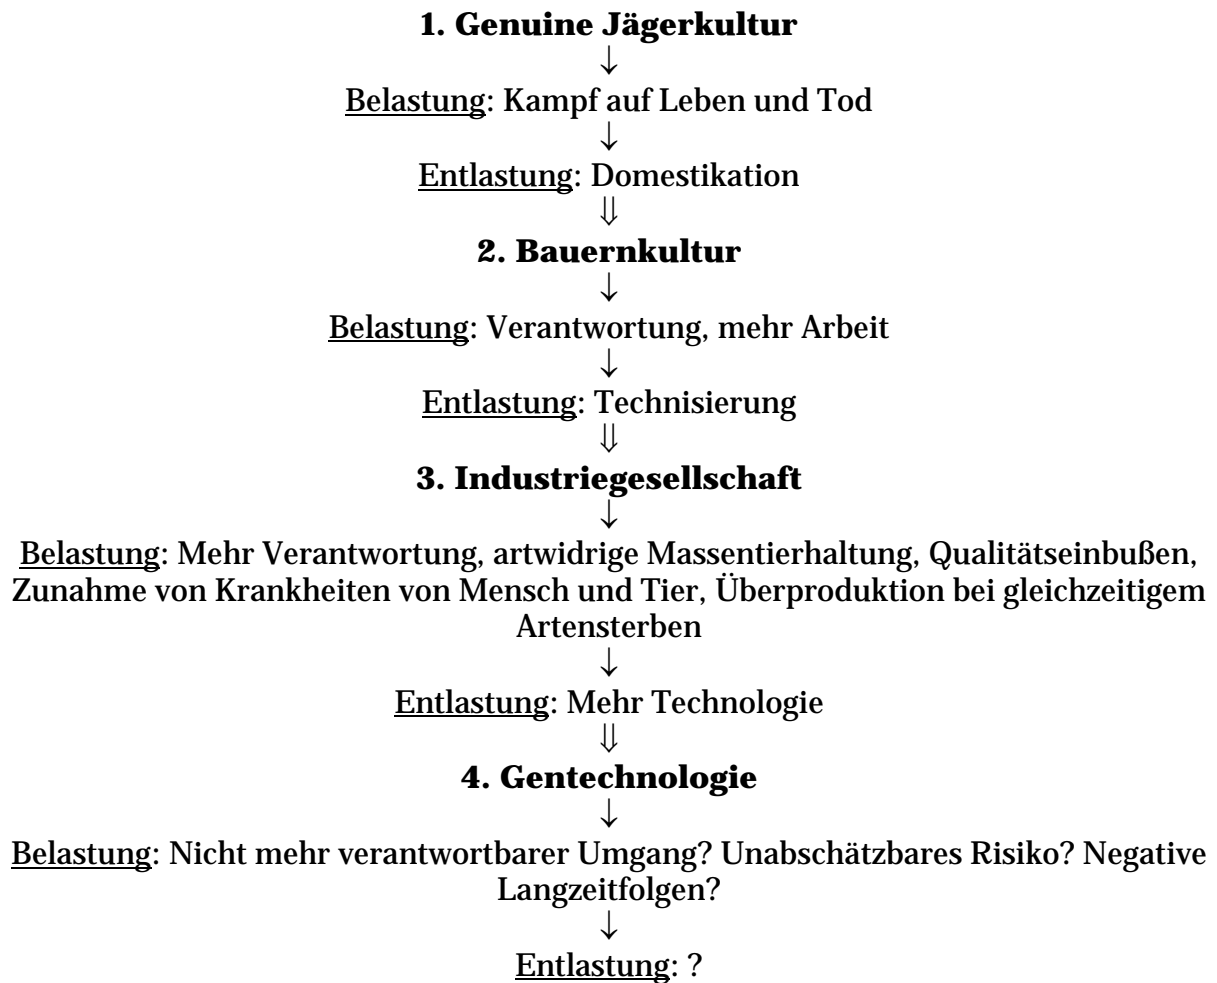 1. Genuine Jägerkultur
↓
Belastung: Kampf auf Leben und Tod
↓
Entlastung: Domestikation
⇓
2. Bauernkultur
↓
Belastung: Verantwortung, mehr Arbeit
↓
Entlastung: Technisierung
⇓
3. Industriegesellschaft
↓
Belastung: Mehr Verantwortung, artwidrige Massentierhaltung, Qualitätseinbußen,
Zunahme von Krankheiten von Mensch und Tier, Überproduktion bei gleichzeitigem
Artensterben
↓
Entlastung: Mehr Technologie
⇓
4. Gentechnologie
↓
Belastung: Nicht mehr verantwortbarer Umgang? Unabschätzbares Risiko? Negative
Langzeitfolgen?
↓
Entlastung: ?